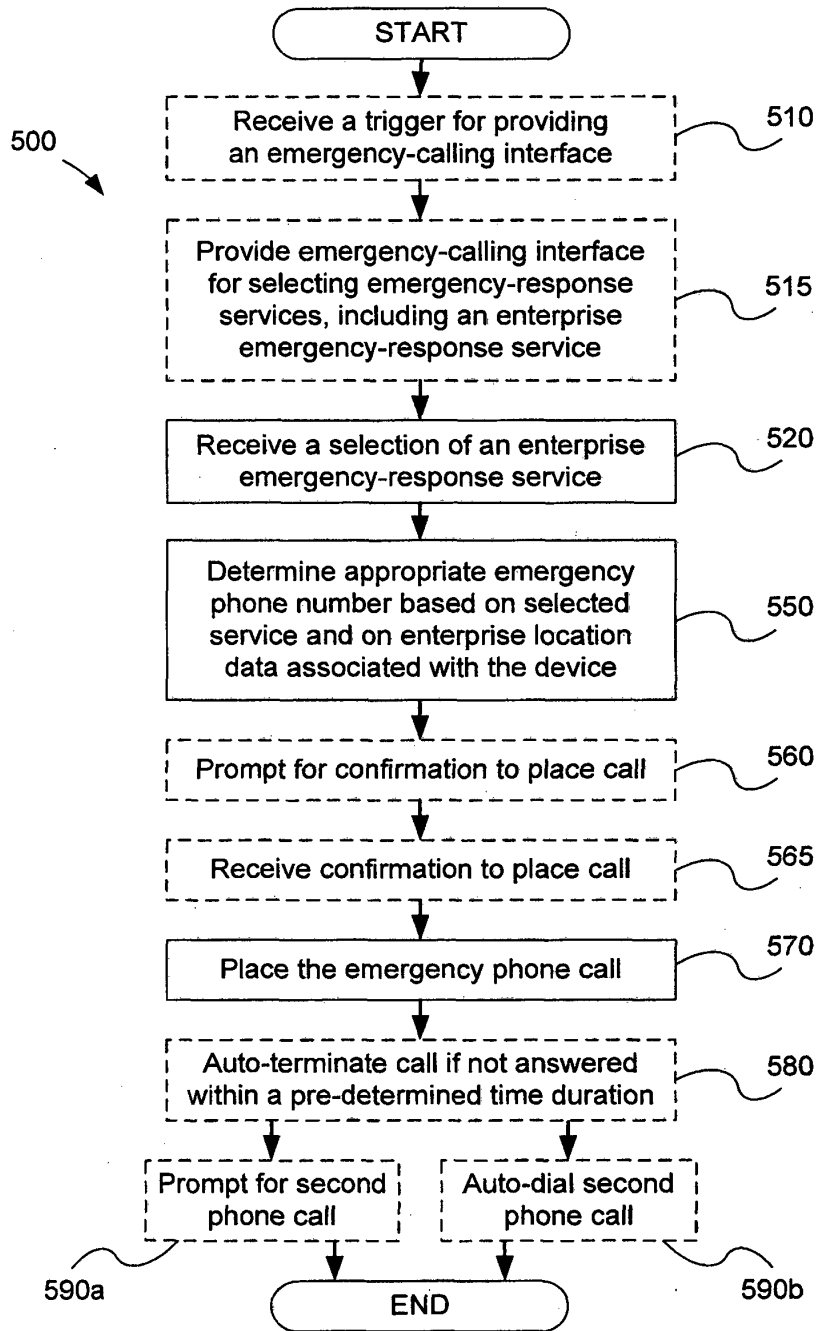 START
Receive a trigger for providing
an emergency-calling interface
510
500
Provide emergency-calling interface
for selecting emergency-response
services, including an enterprise
emergency-response service
515
Receive a selection of an enterprise
emergency-response service
520
Determine appropriate emergency
phone number based on selected
service and on enterprise location
data associated with the device
550
Prompt for confirmation to place call
560
Receive confirmation to place call
565
Place the emergency phone call
570
Auto-terminate call if not answered
within a pre-determined time duration
580
Prompt for second
phone call
Auto-dial second
phone call
590a
590b
END